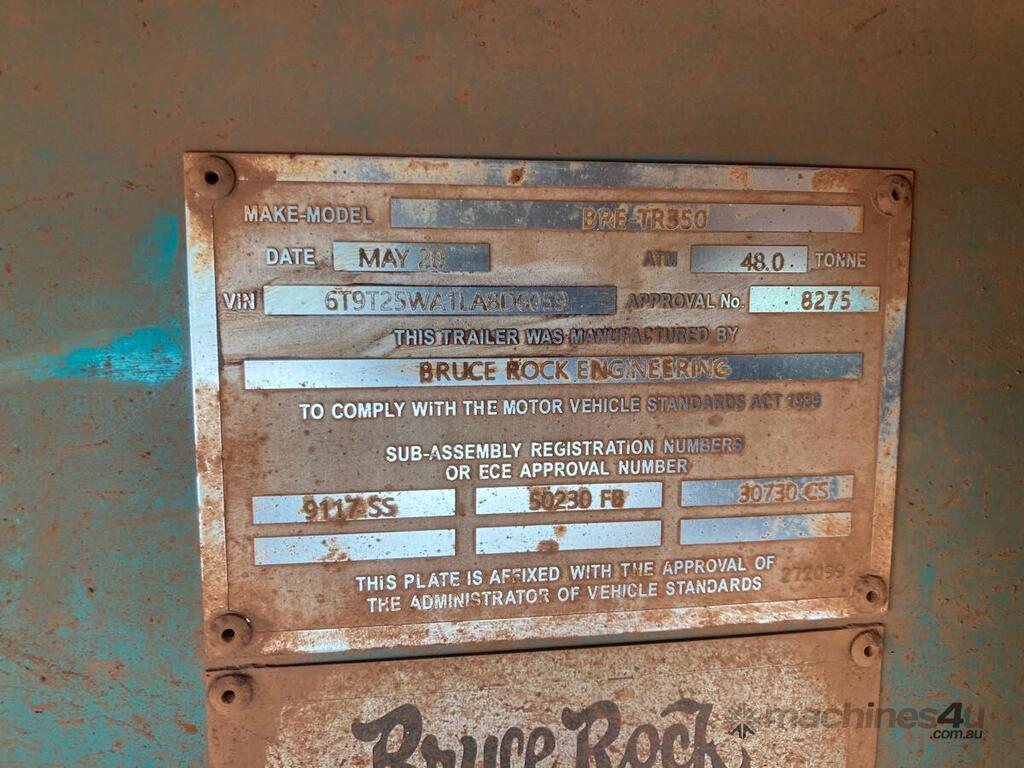 MAKE-MODEL BRE-TR350
DATE MAY 20 ATM 48.0 TONNE
VIN 6T9T25WA1LA8DG059 APPROVAL No. 8275
THIS TRAILER WAS MANUFACTURED BY
BRUCE ROCK ENGINEERING
TO COMPLY WITH THE MOTOR VEHICLE STANDARDS ACT 1989
SUB-ASSEMBLY REGISTRATION NUMBERS
OR ECE APPROVAL NUMBER
9117 SS 50230 FB 30730 CS
THIS PLATE IS AFFIXED WITH THE APPROVAL OF
THE ADMINISTRATOR OF VEHICLE STANDARDS
Bruce Rock
machines4u
.com.au